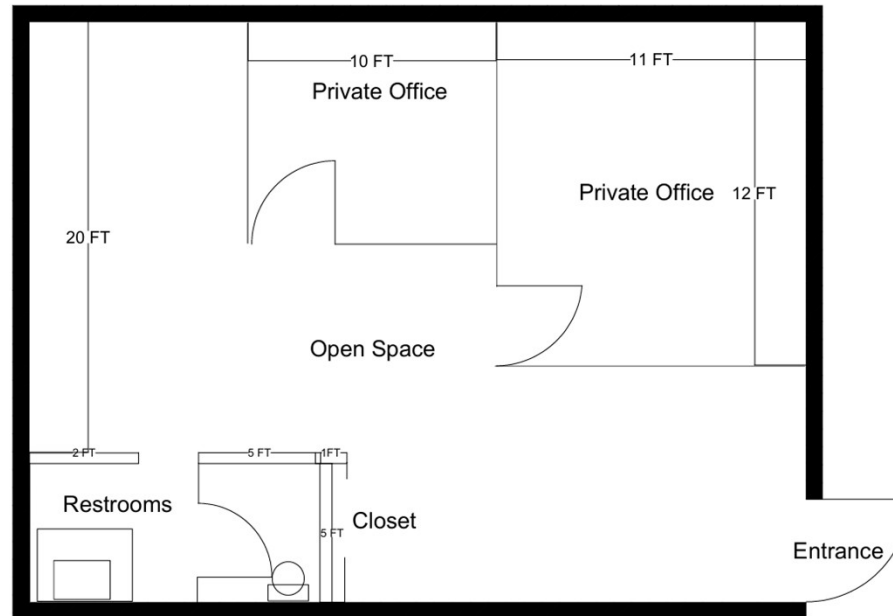 10 FT
11 FT
Private Office
Private Office
12 FT
20 FT
Open Space
2 FT
5 FT
1FT
Restrooms
Closet
5 FT
Entrance